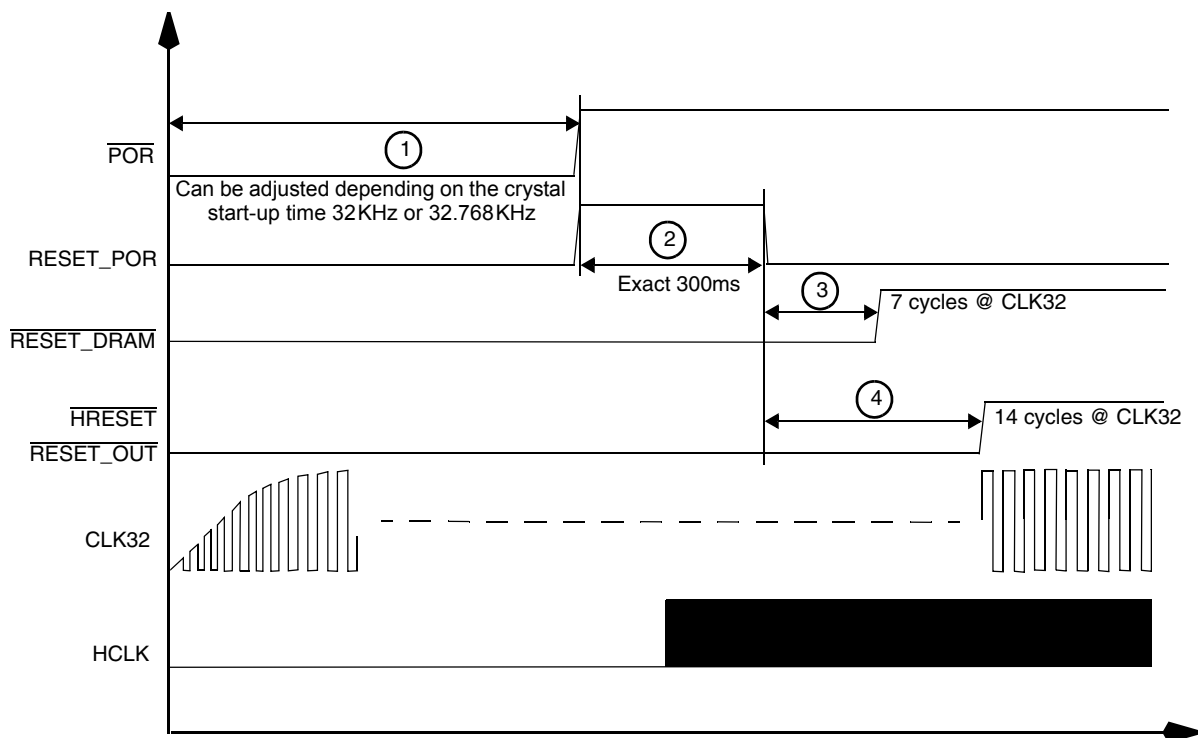 1
POR
Can be adjusted depending on the crystal
start-up time 32KHz or 32.768KHz
2
RESET_POR
Exact 300ms
3
7 cycles @ CLK32
RESET_DRAM
4
HRESET
14 cycles @ CLK32
RESET_OUT
CLK32
HCLK